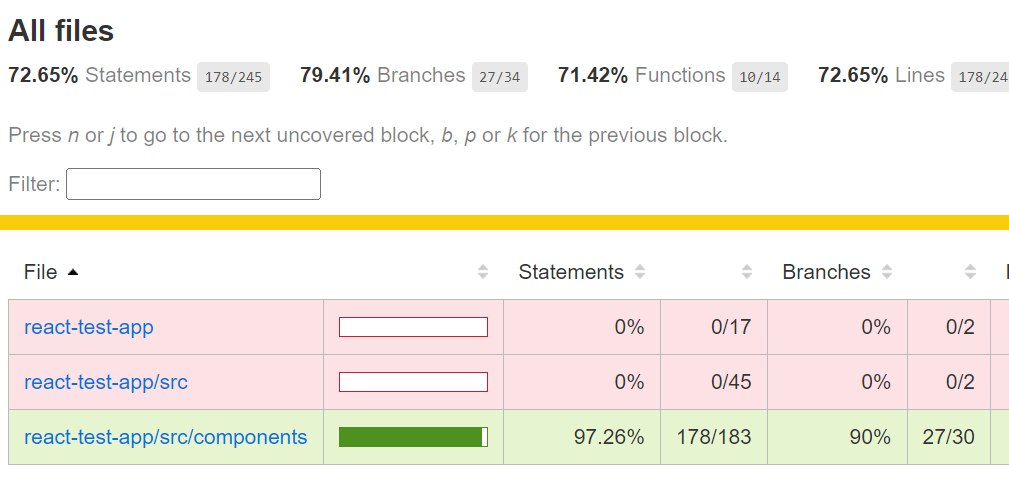 All files
72.65% Statements 178/245 79.41% Branches 27/34 71.42% Functions 10/14 72.65% Lines 178/24
Press n or j to go to the next uncovered block, b, p or k for the previous block.
Filter:
File Statements Branches
react-test-app 0% 0/17 0% 0/2
react-test-app/src 0% 0/45 0% 0/2
react-test-app/src/components 97.26% 178/183 90% 27/30